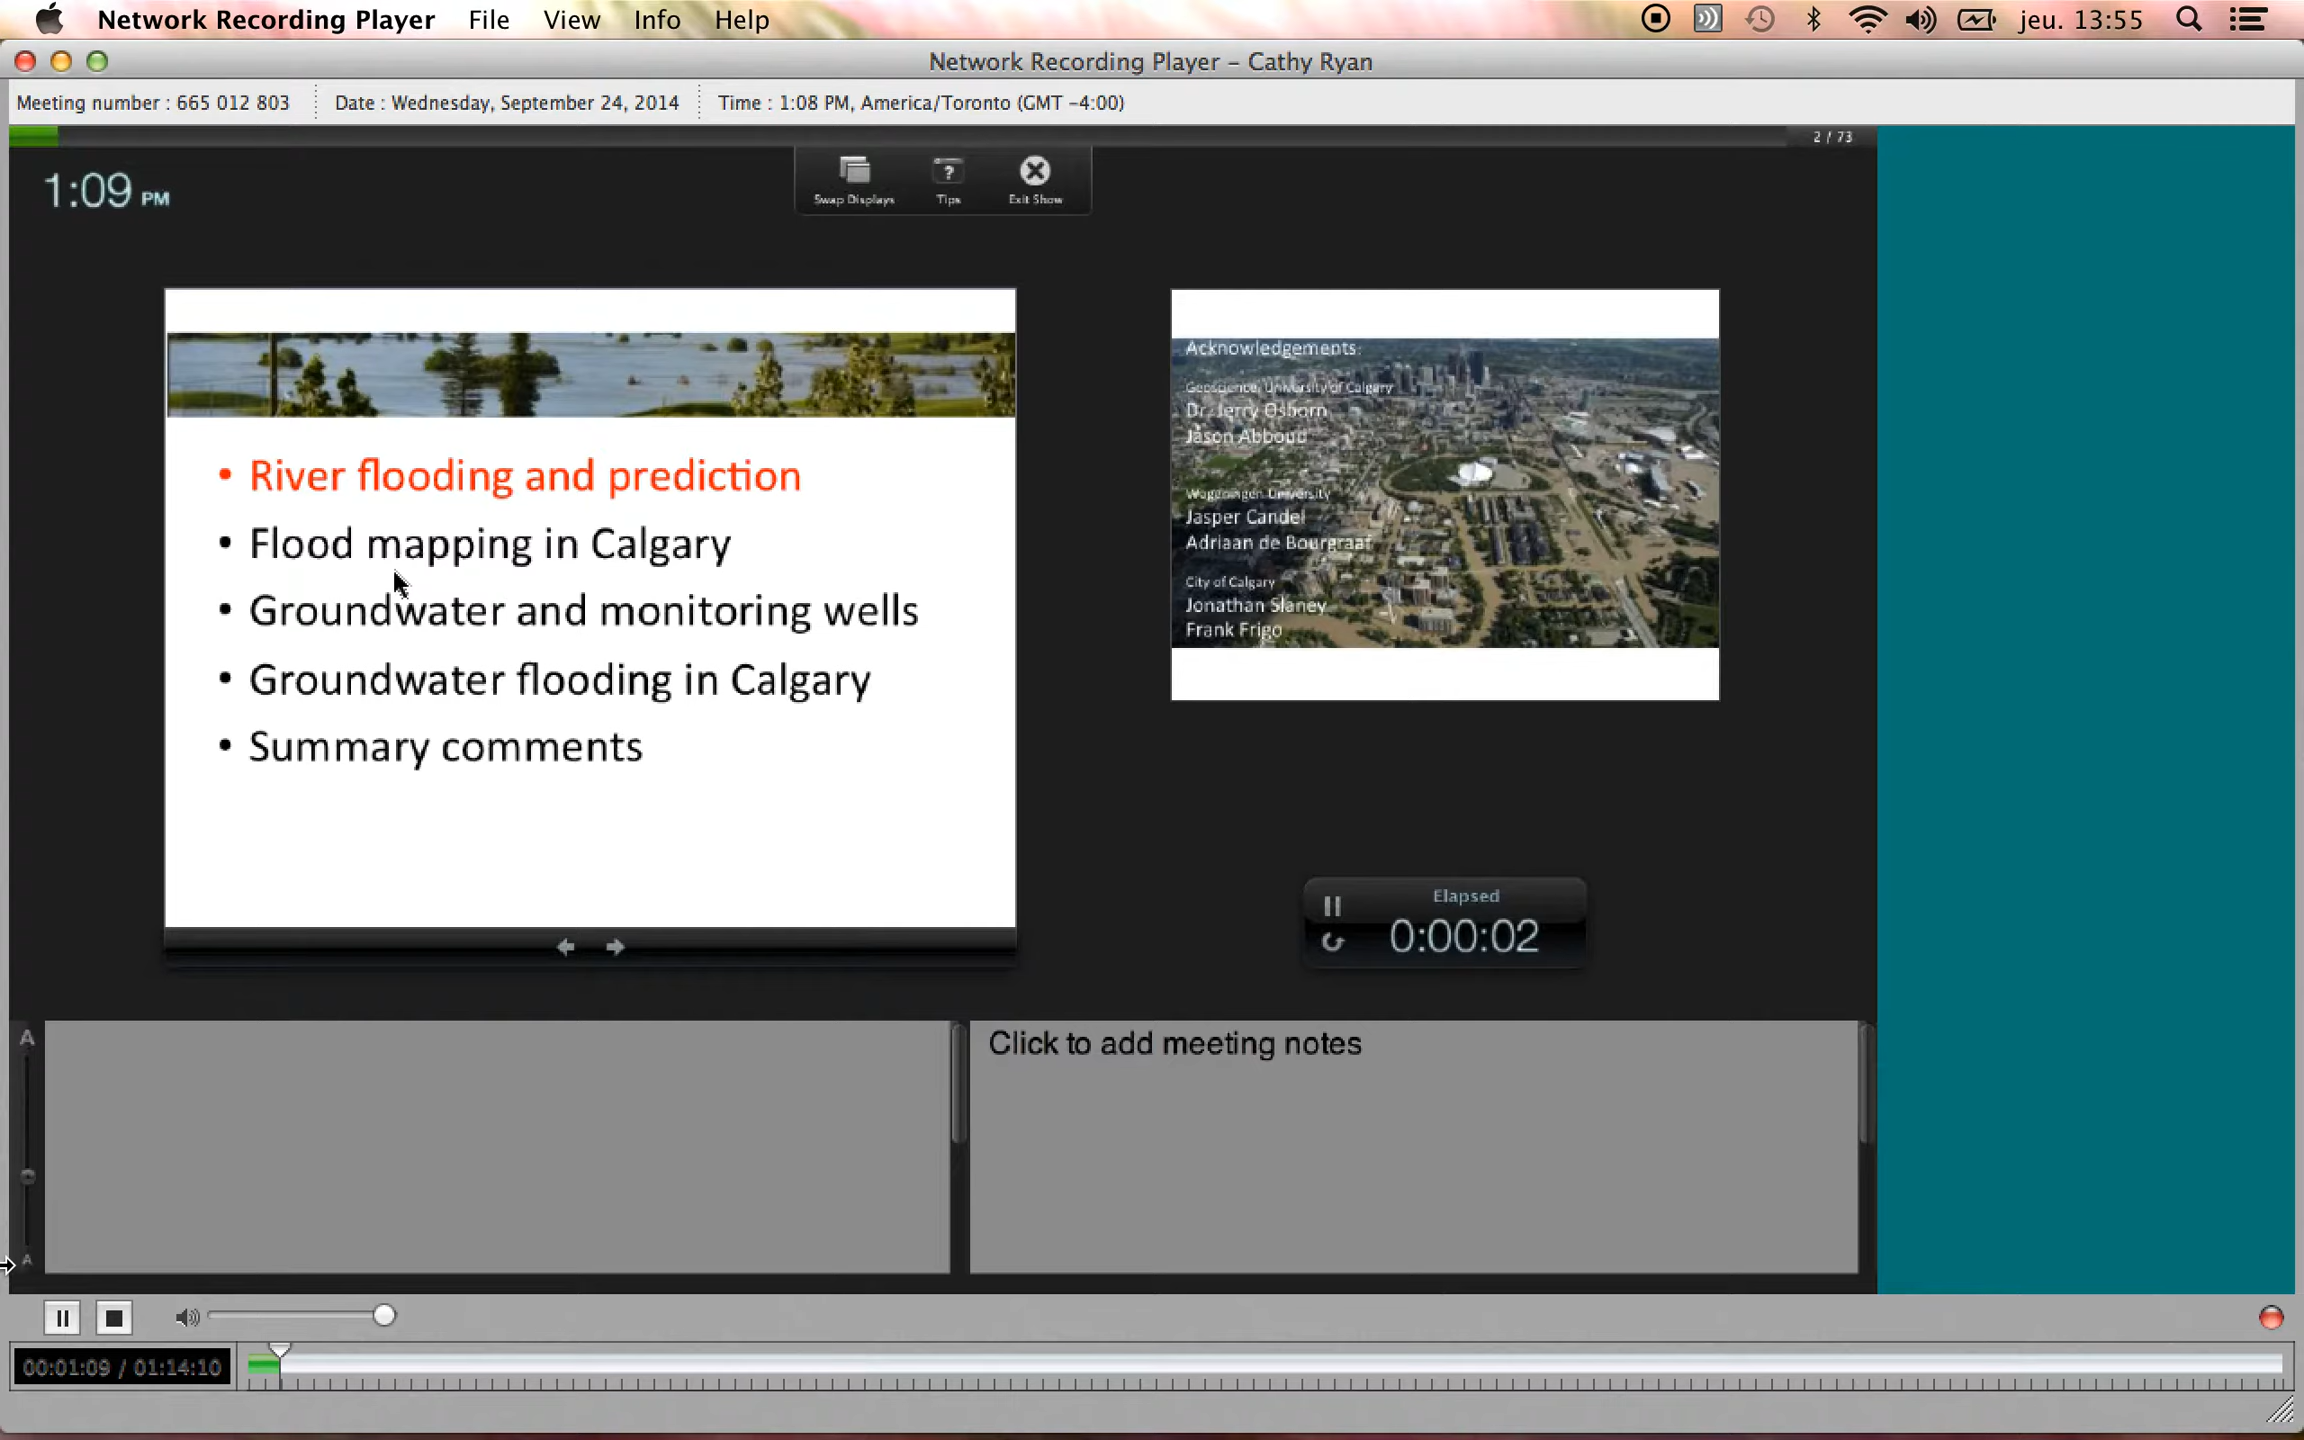 Network Recording Player File View Info Help jeu. 13:55
Network Recording Player – Cathy Ryan
Meeting number : 665 012 803 Date : Wednesday, September 24, 2014 Time : 1:08 PM, America/Toronto (GMT -4:00)
2 / 73
1:09 PM
Swap Displays Tips Exit Show
• River flooding and prediction
• Flood mapping in Calgary
• Groundwater and monitoring wells
• Groundwater flooding in Calgary
• Summary comments
Acknowledgements:
Geoscience, University of Calgary
Dr. Jerry Osborn
Jason Abboud
Wageningen University
Jasper Candel
Adriaan de Bourgraaf
City of Calgary
Jonathan Slaney
Frank Frigo
Elapsed
0:00:02
A
A
Click to add meeting notes
00:01:09 / 01:14:10